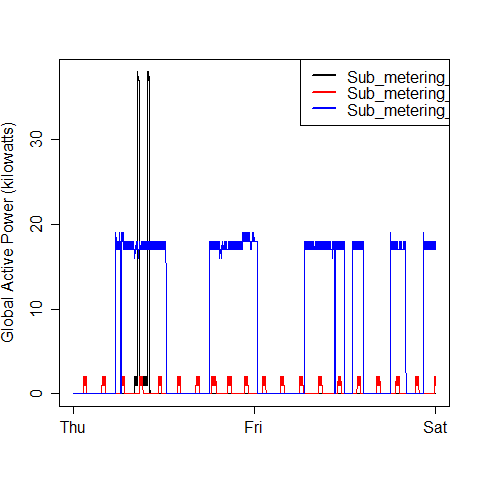 Sub_metering_
Sub_metering_
Sub_metering_
Global Active Power (kilowatts)
30
20
10
0
Thu Fri Sat